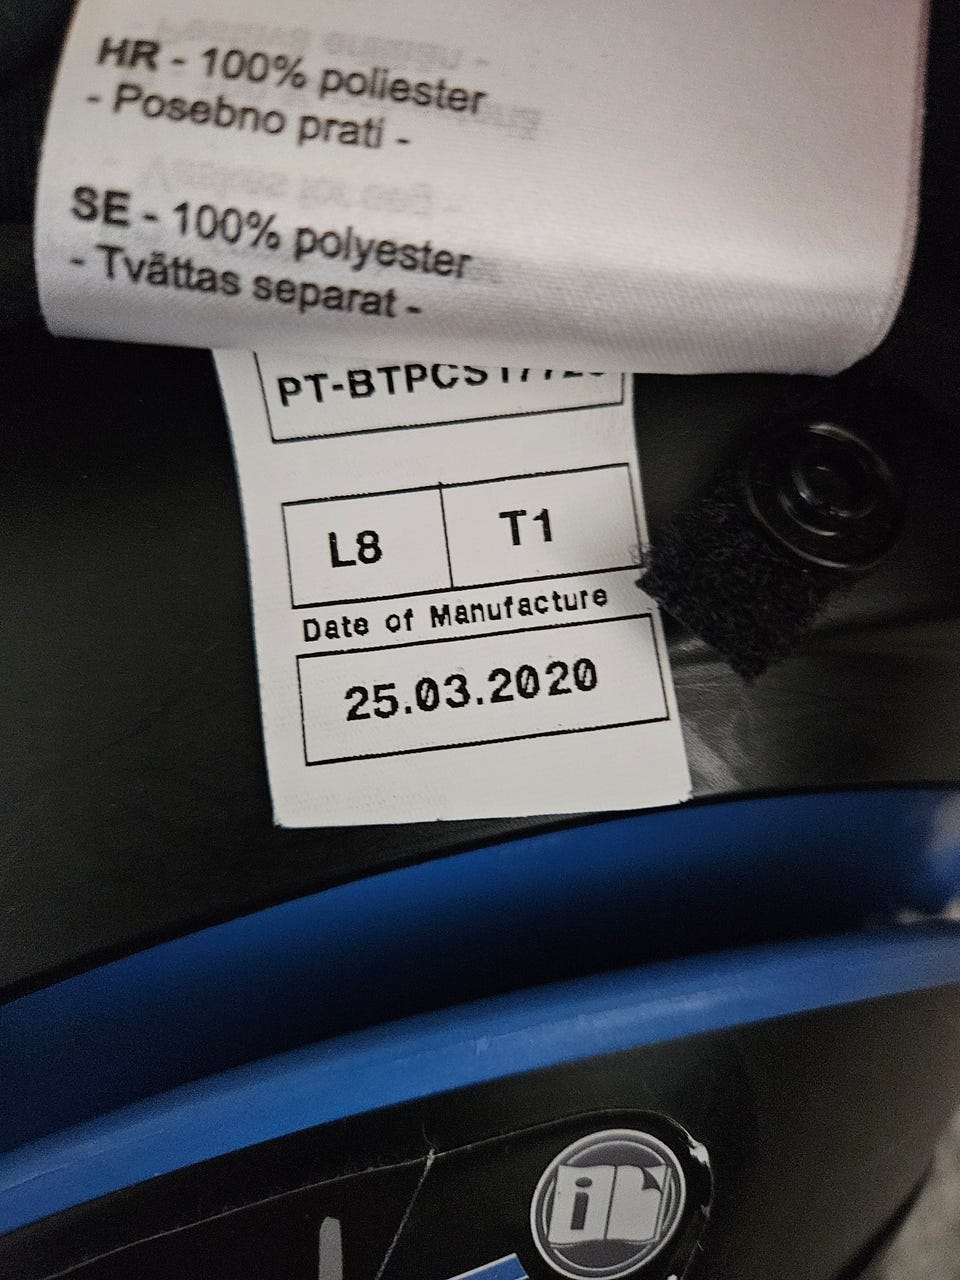 HR - 100% poliester
- Posebno prati -
SE - 100% polyester
- Tvättas separat -
L8 T1
Date of Manufacture
25.03.2020